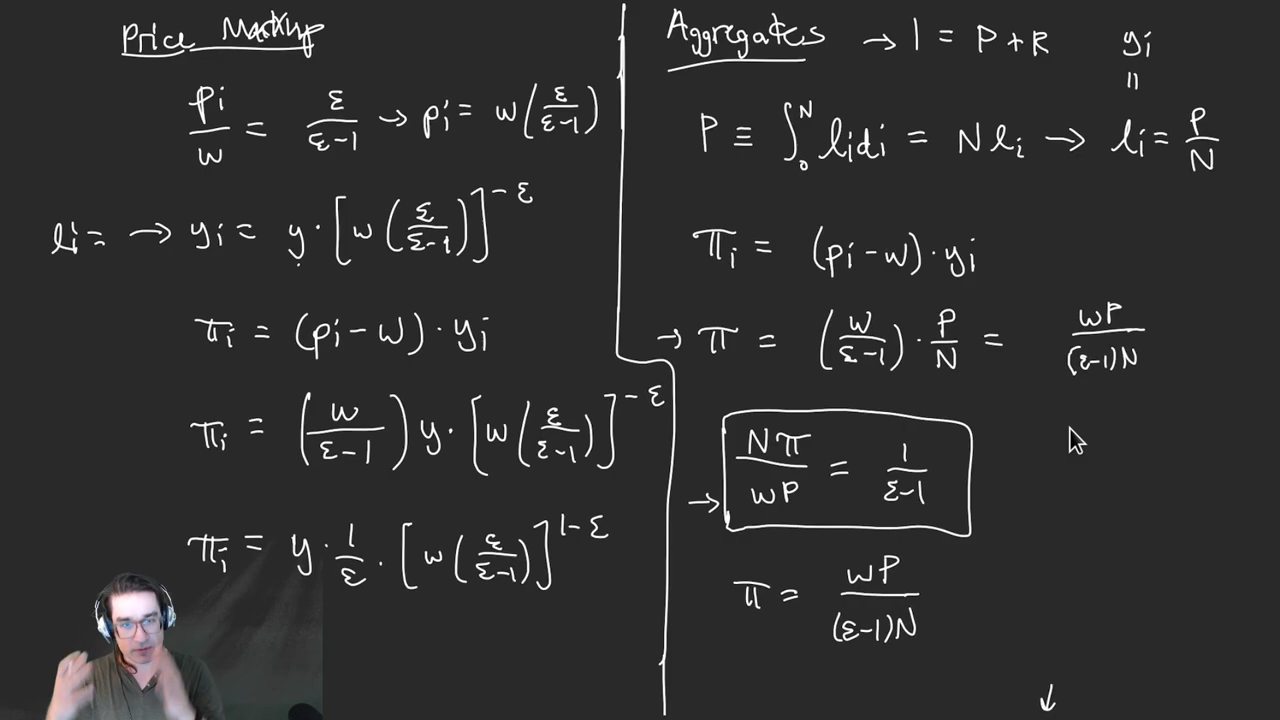 Price Markup
pi/w = ε/(ε-1) → pi = w(ε/(ε-1))
li = → yi = y · [w(ε/(ε-1))]^-ε
πi = (pi - w) · yi
πi = (w/(ε-1)) y · [w(ε/(ε-1))]^-ε
πi = y · 1/ε · [w(ε/(ε-1))]^1-ε
Aggregates → 1 = P + R
yi
=
P ≡ ∫₀^N li di = N li → li = P/N
πi = (pi - w) · yi
→ π = (w/(ε-1)) · P/N = wP/((ε-1)N)
→ Nπ/wP = 1/(ε-1)
π = wP/((ε-1)N)
↓